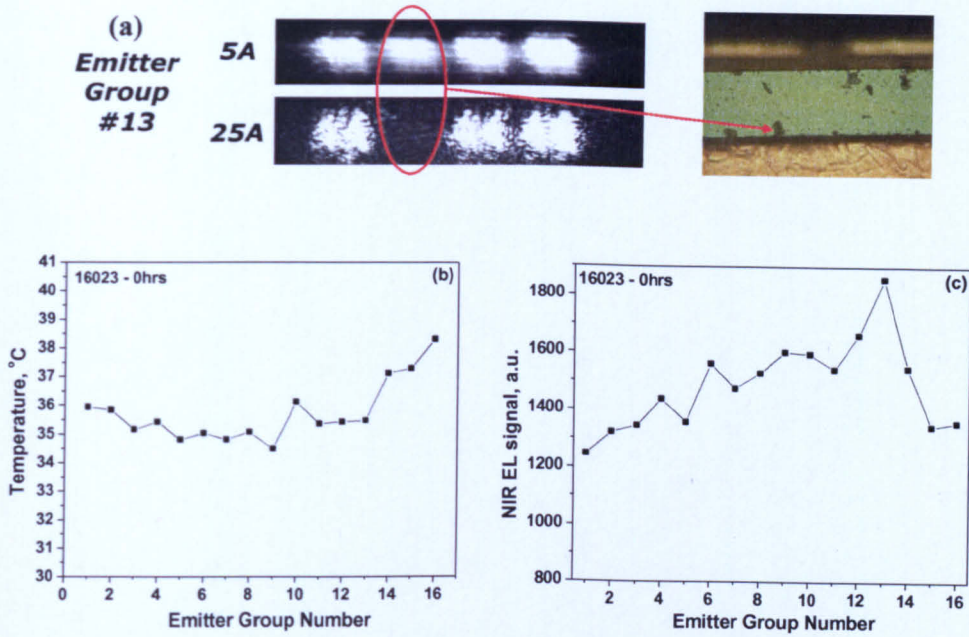 (a)
Emitter
Group
#13
5A
25A
16023 - 0hrs
(b)
Temperature, °C
41
40
39
38
37
36
35
34
33
32
31
30
0 2 4 6 8 10 12 14 16
Emitter Group Number
16023 - 0hrs
(c)
NIR EL signal, a.u.
1800
1600
1400
1200
1000
800
0 2 4 6 8 10 12 14 16
Emitter Group Number